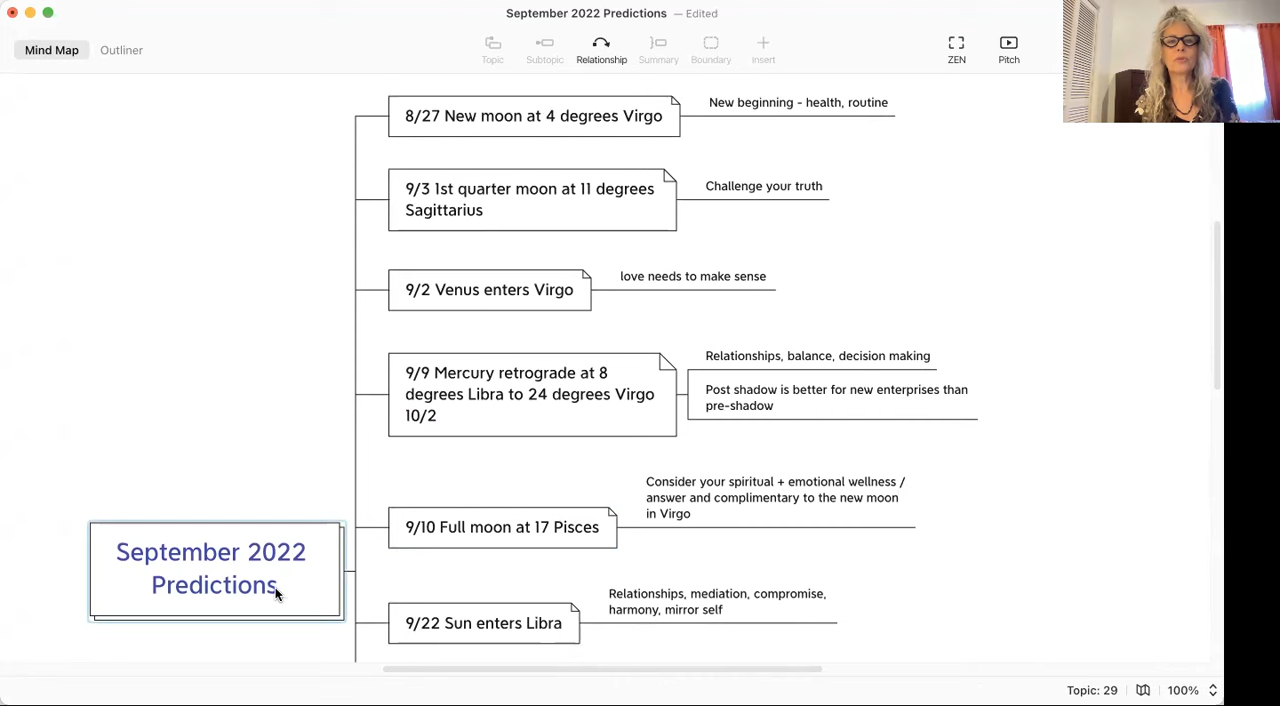 September 2022 Predictions — Edited
Mind Map
Outliner
Topic
Subtopic
Relationship
Summary
Boundary
Insert
ZEN
Pitch
8/27 New moon at 4 degrees Virgo
New beginning - health, routine
9/3 1st quarter moon at 11 degrees
Sagittarius
Challenge your truth
9/2 Venus enters Virgo
love needs to make sense
9/9 Mercury retrograde at 8
degrees Libra to 24 degrees Virgo
10/2
Relationships, balance, decision making
Post shadow is better for new enterprises than
pre-shadow
9/10 Full moon at 17 Pisces
Consider your spiritual + emotional wellness /
answer and complimentary to the new moon
in Virgo
September 2022
Predictions
9/22 Sun enters Libra
Relationships, mediation, compromise,
harmony, mirror self
Topic: 29
100%